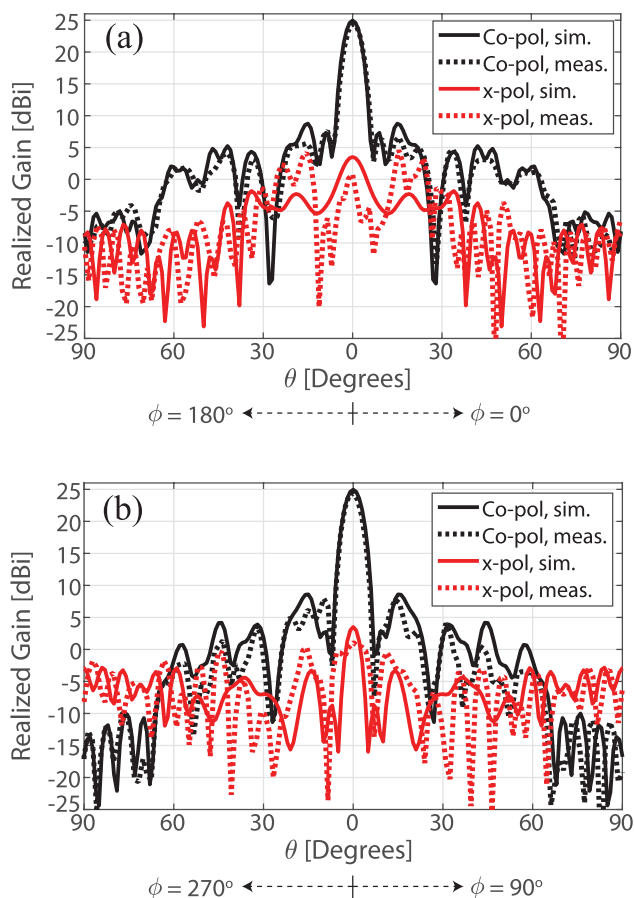 (a)
Co-pol, sim.
Co-pol, meas.
x-pol, sim.
x-pol, meas.
Realized Gain [dBi]
25
20
15
10
5
0
-5
-10
-15
-20
-25
90 60 30 0 30 60 90
θ [Degrees]
ϕ = 180° ϕ = 0°
(b)
Co-pol, sim.
Co-pol, meas.
x-pol, sim.
x-pol, meas.
Realized Gain [dBi]
25
20
15
10
5
0
-5
-10
-15
-20
-25
90 60 30 0 30 60 90
θ [Degrees]
ϕ = 270° ϕ = 90°